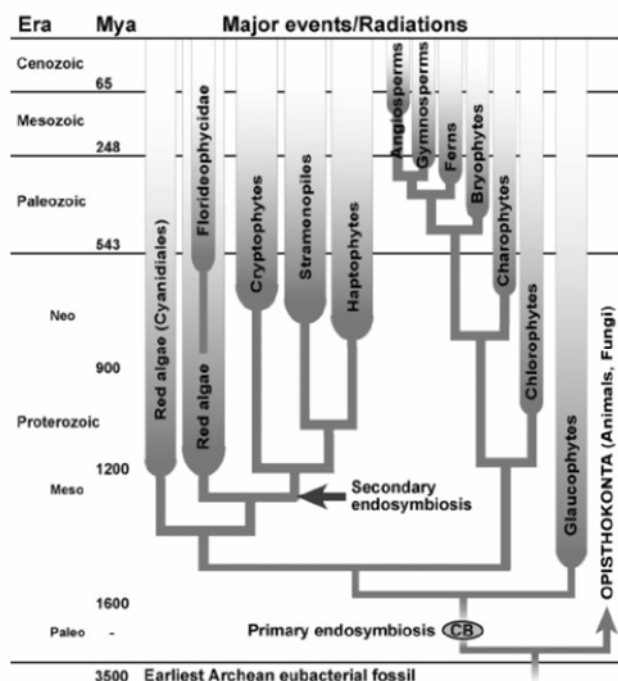 Era Mya Major events/Radiations
Cenozoic
65
Mesozoic
248
Paleozoic
543
Neo
900
Proterozoic
1200
Meso
1600
Paleo -
3500 Earliest Archean eubacterial fossil
Red algae (Cyanidiales)
Florideophycidae
Red algae
Cryptophytes
Stramenopiles
Haptophytes
Angiosperms
Gymnosperms
Ferns
Bryophytes
Charophytes
Chlorophytes
Glaucophytes
OPISTHOKONTA (Animals, Fungi)
Secondary
endosymbiosis
Primary endosymbiosis CB